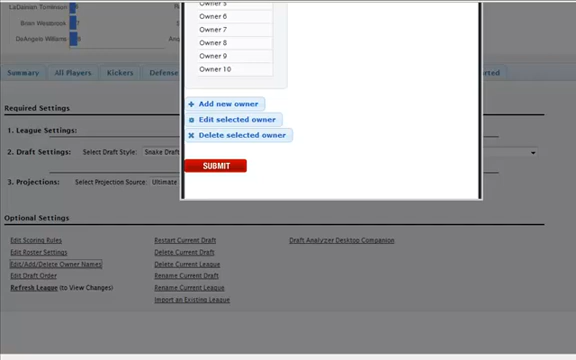 LaDainian Tomlinson
Brian Westbrook
DeAngelo Williams
Owner 5
Owner 6
Owner 7
Owner 8
Owner 9
Owner 10
Add new owner
Edit selected owner
Delete selected owner
SUBMIT
Summary
All Players
Kickers
Defense
Required Settings
1. League Settings:
2. Draft Settings: Select Draft Style: Snake Draft
3. Projections: Select Projection Source: Ultimate
Optional Settings
Edit Scoring Rules
Edit Roster Settings
Edit/Add/Delete Owner Names
Edit Draft Order
Refresh League (to View Changes)
Restart Current Draft
Delete Current Draft
Delete Current League
Rename Current Draft
Rename Current League
Import an Existing League
Draft Analyzer Desktop Companion